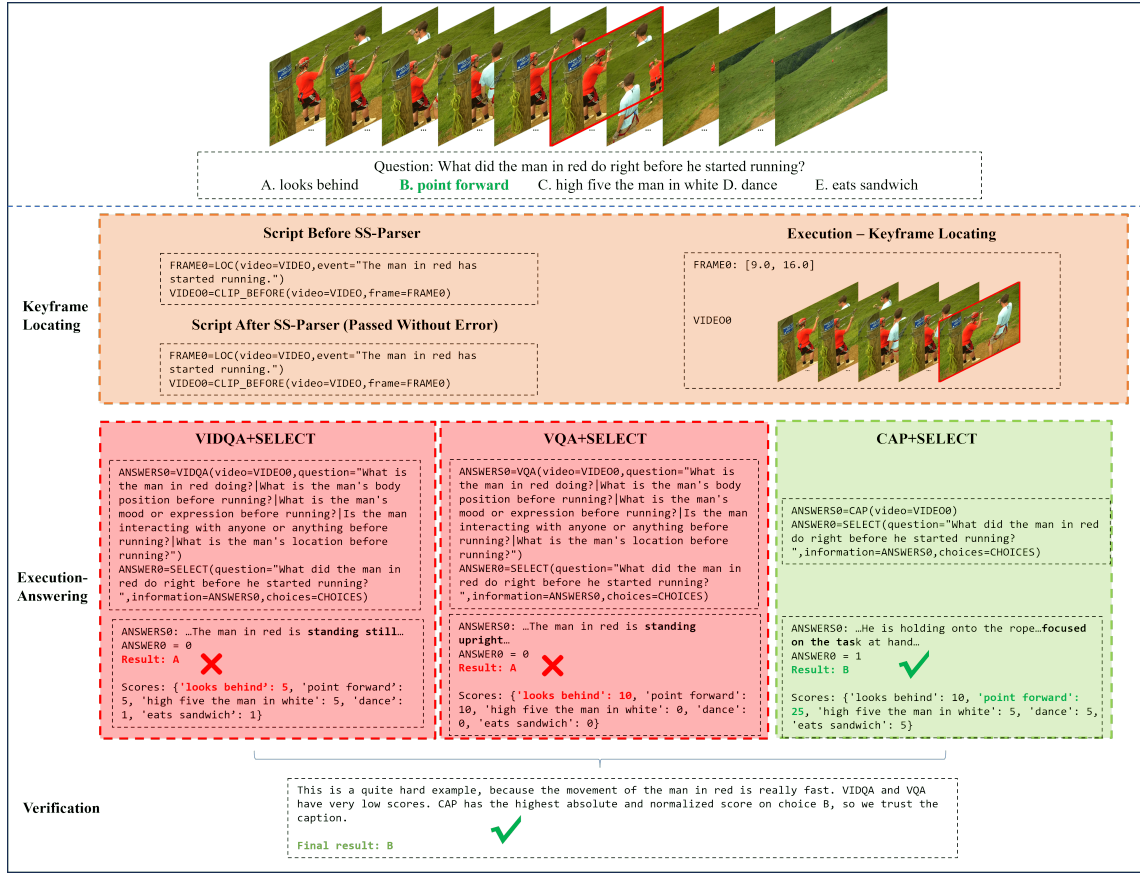 Question: What did the man in red do right before he started running?
A. looks behind B. point forward C. high five the man in white D. dance E. eats sandwich
Keyframe
Locating
Script Before SS-Parser
FRAME0=LOC(video=VIDEO,event="The man in red has
started running.")
VIDEO0=CLIP_BEFORE(video=VIDEO,frame=FRAME0)
Script After SS-Parser (Passed Without Error)
FRAME0=LOC(video=VIDEO,event="The man in red has
started running.")
VIDEO0=CLIP_BEFORE(video=VIDEO,frame=FRAME0)
Execution – Keyframe Locating
FRAME0: [9.0, 16.0]
VIDEO0
Execution-
Answering
VIDQA+SELECT
ANSWERS0=VIDQA(video=VIDEO0,question="What is
the man in red doing?|What is the man's body
position before running?|What is the man's
mood or expression before running?|Is the man
interacting with anyone or anything before
running?|What is the man's location before
running?")
ANSWER0=SELECT(question="What did the man in
red do right before he started running?
",information=ANSWERS0,choices=CHOICES)
ANSWERS0: …The man in red is standing still…
ANSWER0 = 0
Result: A
Scores: {'looks behind': 5, 'point forward':
5, 'high five the man in white': 5, 'dance':
1, 'eats sandwich': 1}
VQA+SELECT
ANSWERS0=VQA(video=VIDEO0,question="What is
the man in red doing?|What is the man's body
position before running?|What is the man's
mood or expression before running?|Is the man
interacting with anyone or anything before
running?|What is the man's location before
running?")
ANSWER0=SELECT(question="What did the man in
red do right before he started running?
",information=ANSWERS0,choices=CHOICES)
ANSWERS0: …The man in red is standing
upright…
ANSWER0 = 0
Result: A
Scores: {'looks behind': 10, 'point forward':
10, 'high five the man in white': 0, 'dance':
0, 'eats sandwich': 0}
CAP+SELECT
ANSWERS0=CAP(video=VIDEO0)
ANSWER0=SELECT(question="What did the man in red
do right before he started running?
",information=ANSWERS0,choices=CHOICES)
ANSWERS0: …He is holding onto the rope…focused
on the task at hand…
ANSWER0 = 1
Result: B
Scores: {'looks behind': 10, 'point forward':
25, 'high five the man in white': 5, 'dance': 5,
'eats sandwich': 5}
Verification
This is a quite hard example, because the movement of the man in red is really fast. VIDQA and VQA
have very low scores. CAP has the highest absolute and normalized score on choice B, so we trust the
caption.
Final result: B